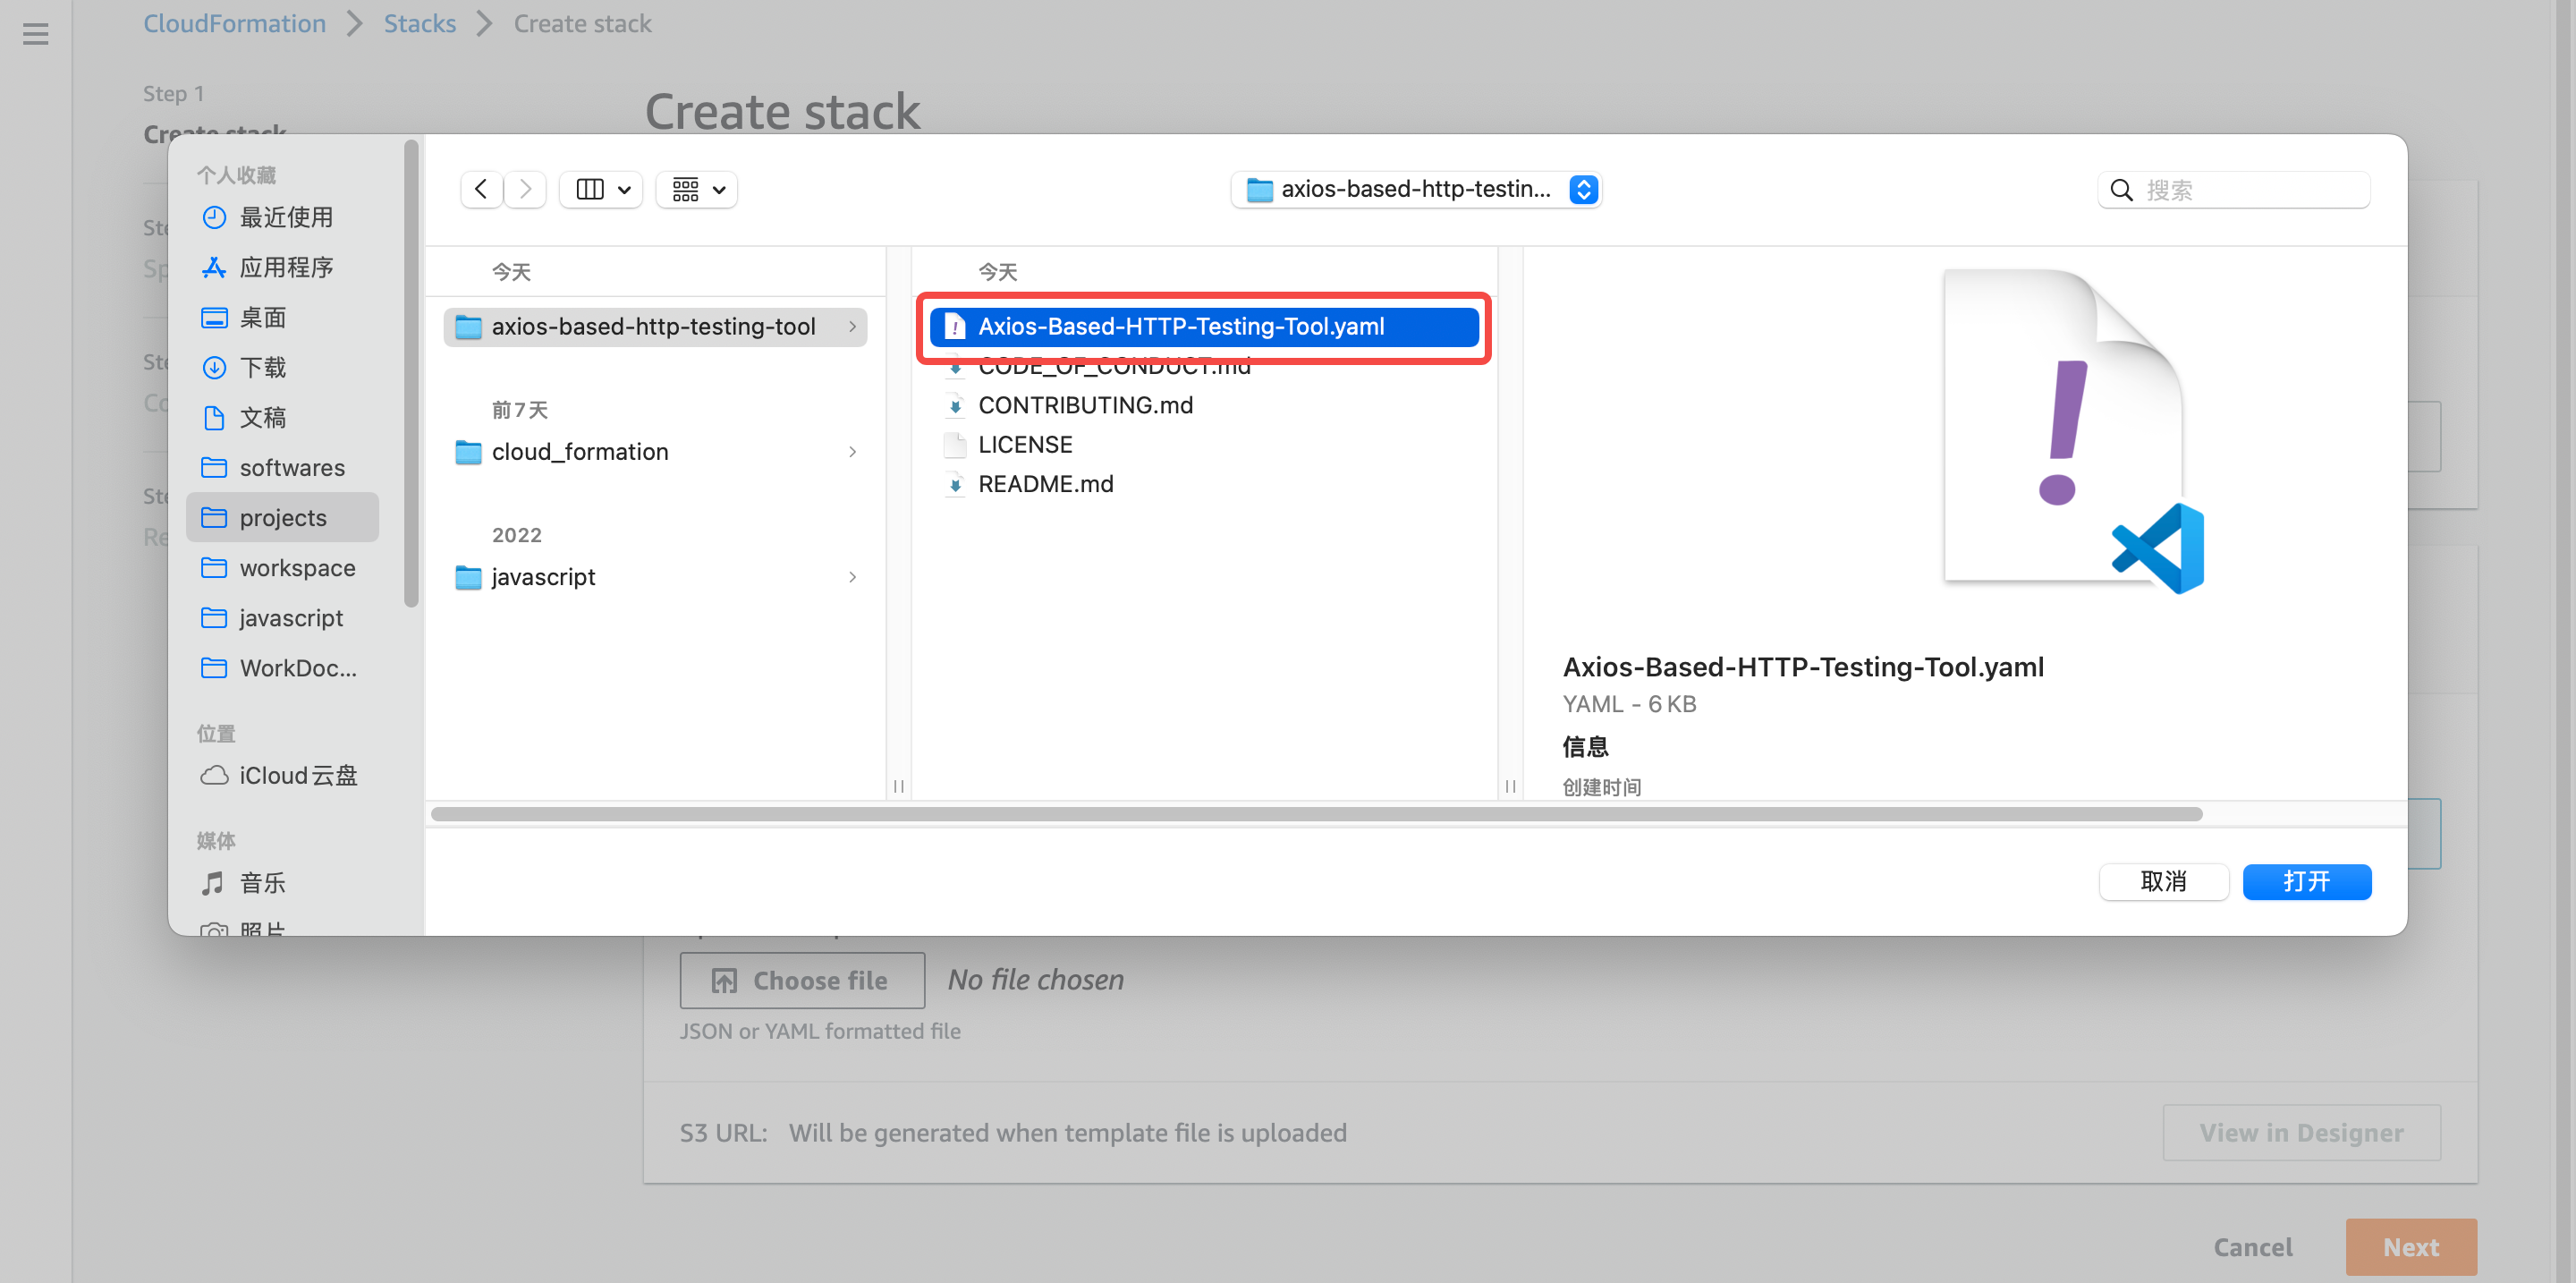 CloudFormation > Stacks > Create stack
Step 1
Create stack
Create stack
个人收藏
最近使用
应用程序
桌面
下载
文稿
softwares
projects
workspace
javascript
WorkDoc...
位置
iCloud云盘
媒体
音乐
照片
axios-based-http-testin...
搜索
今天
axios-based-http-testing-tool
前7天
cloud_formation
2022
javascript
今天
Axios-Based-HTTP-Testing-Tool.yaml
CODE_OF_CONDUCT.md
CONTRIBUTING.md
LICENSE
README.md
Axios-Based-HTTP-Testing-Tool.yaml
YAML - 6 KB
信息
创建时间
取消
打开
Choose file
No file chosen
JSON or YAML formatted file
S3 URL: Will be generated when template file is uploaded
View in Designer
Cancel
Next